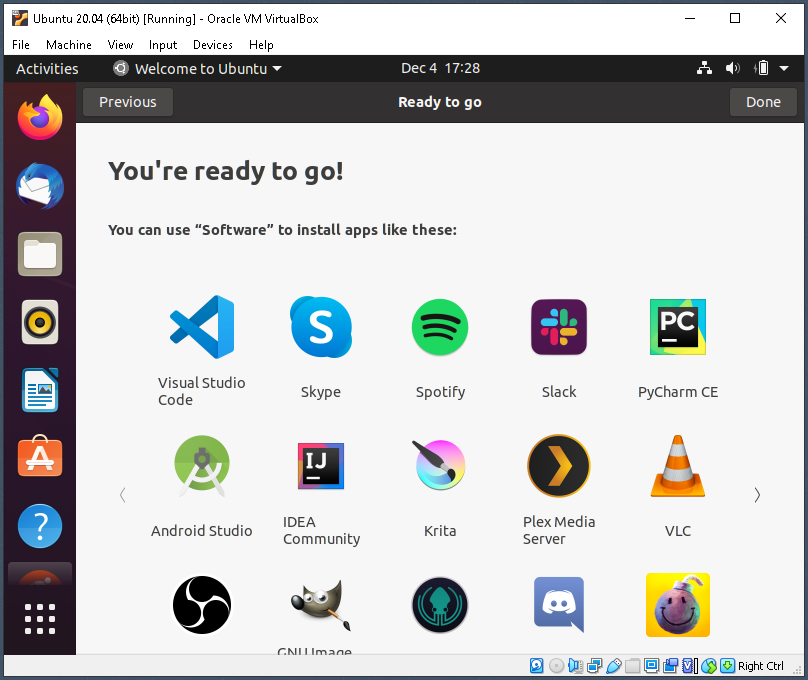 Ubuntu 20.04 (64bit) [Running] - Oracle VM VirtualBox
File Machine View Input Devices Help
Activities Welcome to Ubuntu Dec 4 17:28
Previous Ready to go Done
You're ready to go!
You can use “Software” to install apps like these:
S
PC
Visual Studio
Code
Skype
Spotify
Slack
PyCharm CE
IJ
Android Studio
IDEA
Community
Krita
Plex Media
Server
VLC
?
GNU Image
Right Ctrl